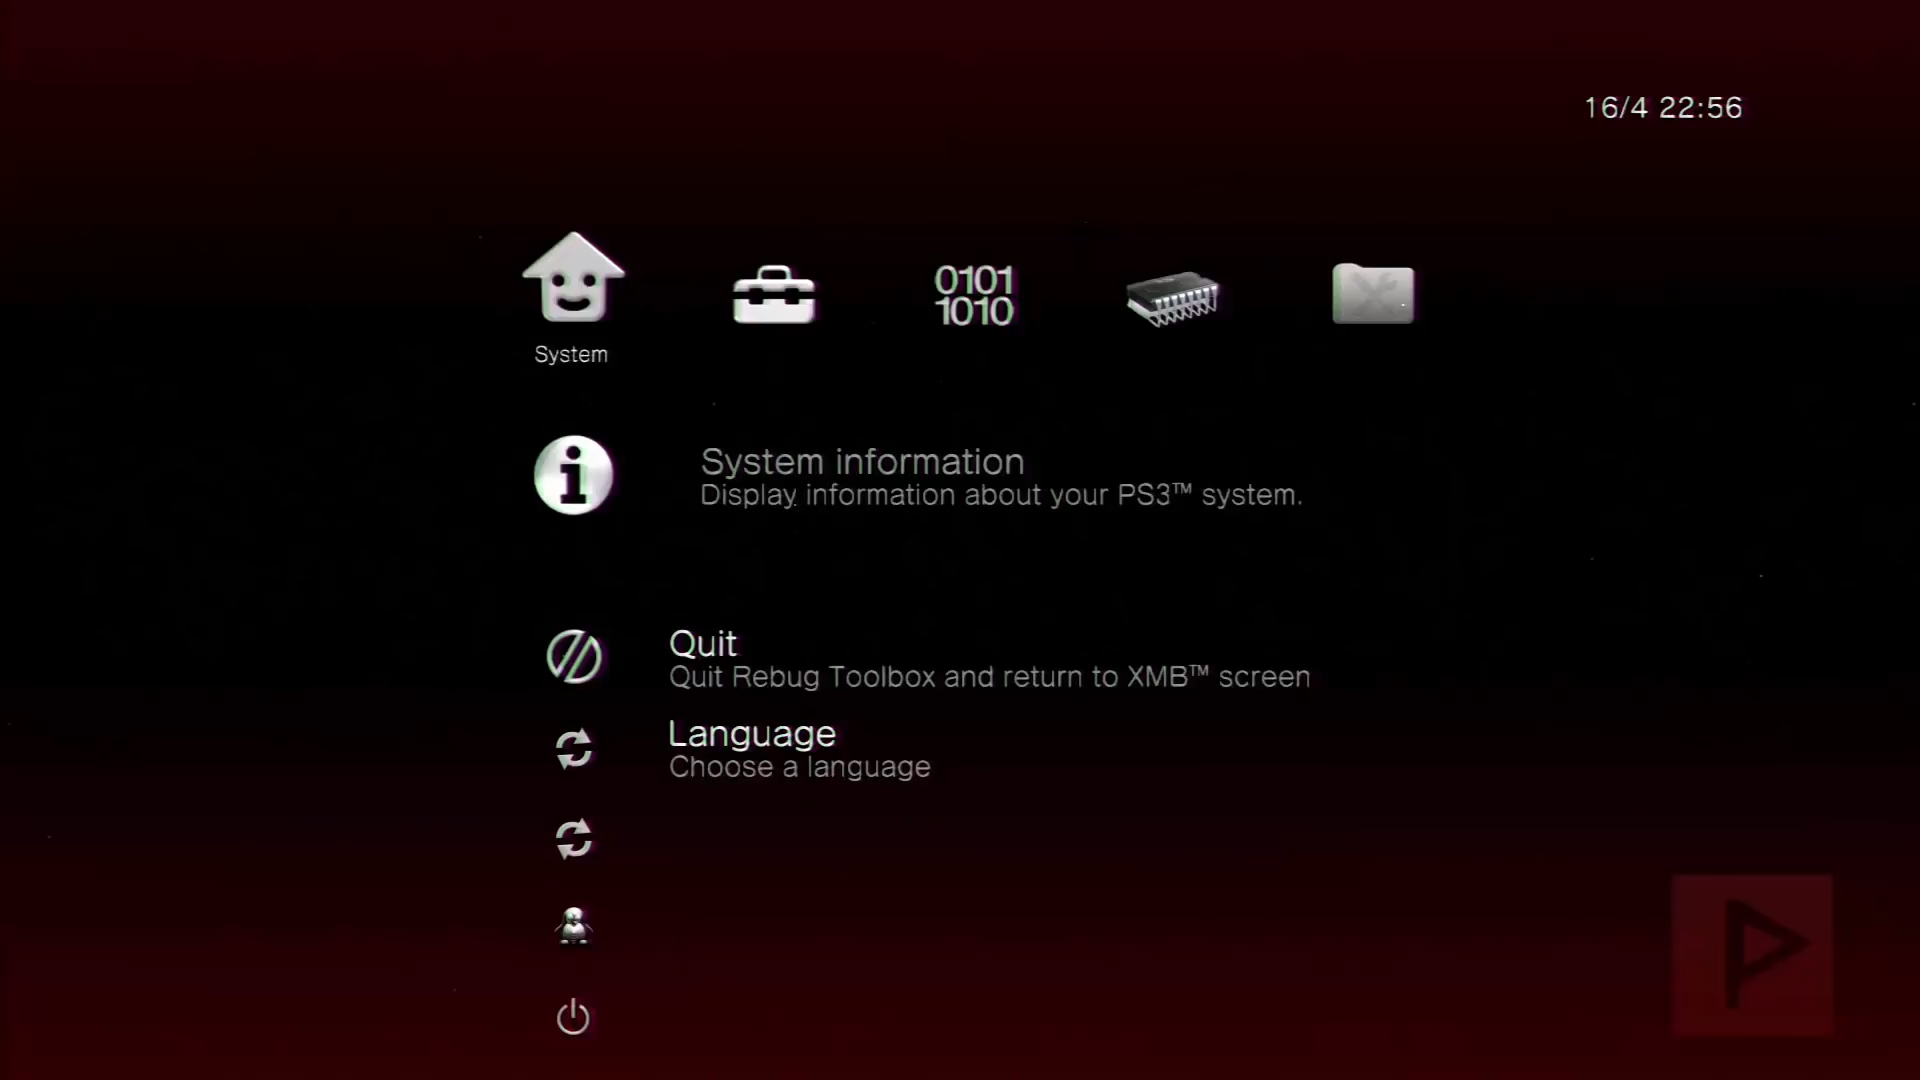 16/4 22:56
0101
1010
System
System information
Display information about your PS3™ system.
Quit
Quit Rebug Toolbox and return to XMB™ screen
Language
Choose a language